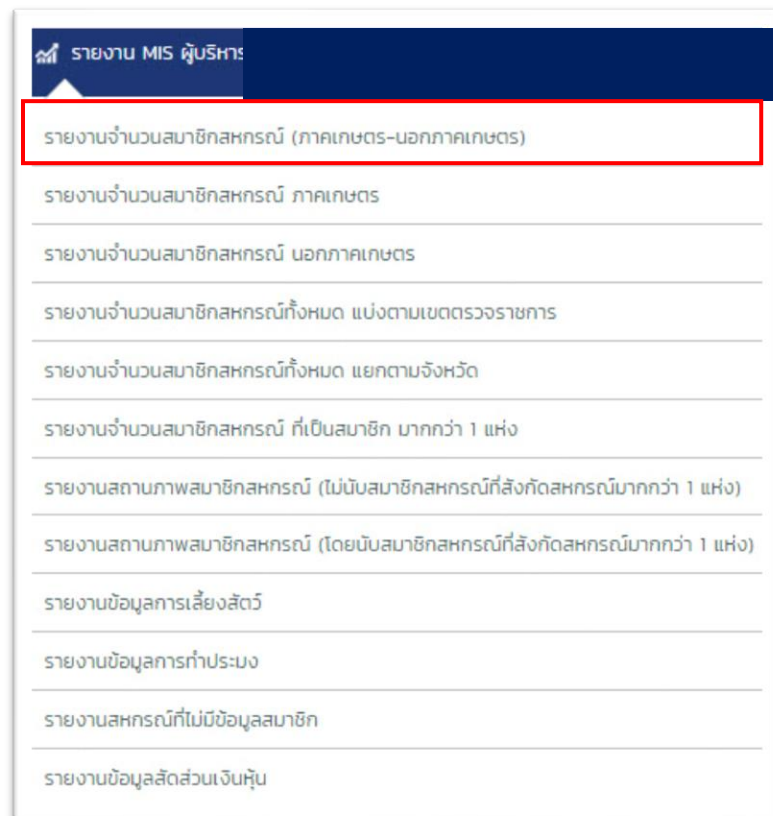 รายงาน MIS ผู้บริหาร
รายงานจำนวนสมาชิกสหกรณ์ (ภาคเกษตร-นอกภาคเกษตร)
รายงานจำนวนสมาชิกสหกรณ์ ภาคเกษตร
รายงานจำนวนสมาชิกสหกรณ์ นอกภาคเกษตร
รายงานจำนวนสมาชิกสหกรณ์ทั้งหมด แบ่งตามเขตตรวจราชการ
รายงานจำนวนสมาชิกสหกรณ์ทั้งหมด แยกตามจังหวัด
รายงานจำนวนสมาชิกสหกรณ์ ที่เป็นสมาชิก มากกว่า 1 แห่ง
รายงานสถานภาพสมาชิกสหกรณ์ (ไม่นับสมาชิกสหกรณ์ที่สังกัดสหกรณ์มากกว่า 1 แห่ง)
รายงานสถานภาพสมาชิกสหกรณ์ (โดยนับสมาชิกสหกรณ์ที่สังกัดสหกรณ์มากกว่า 1 แห่ง)
รายงานข้อมูลการเลี้ยงสัตว์
รายงานข้อมูลการทำประมง
รายงานสหกรณ์ที่ไม่มีข้อมูลสมาชิก
รายงานข้อมูลสัดส่วนเงินหุ้น